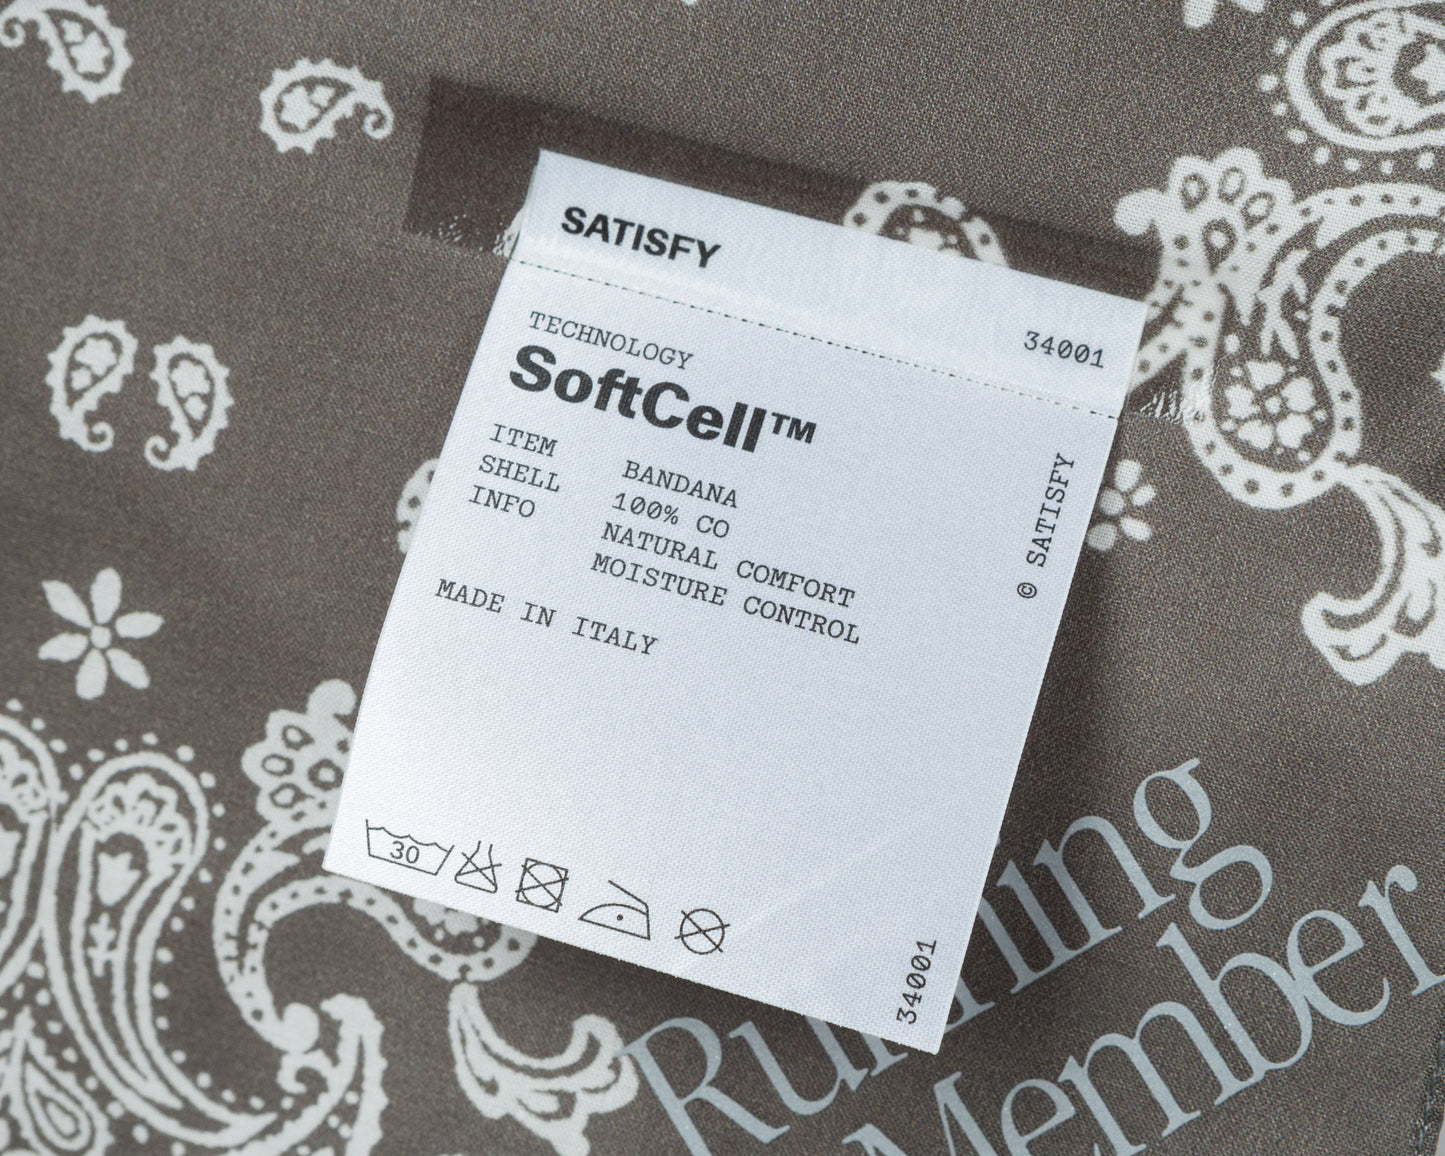 SATISFY
34001
TECHNOLOGY
SoftCell™
ITEM BANDANA
SHELL 100% CO
INFO NATURAL COMFORT
MOISTURE CONTROL
MADE IN ITALY
© SATISFY
30
34001
Running
Member